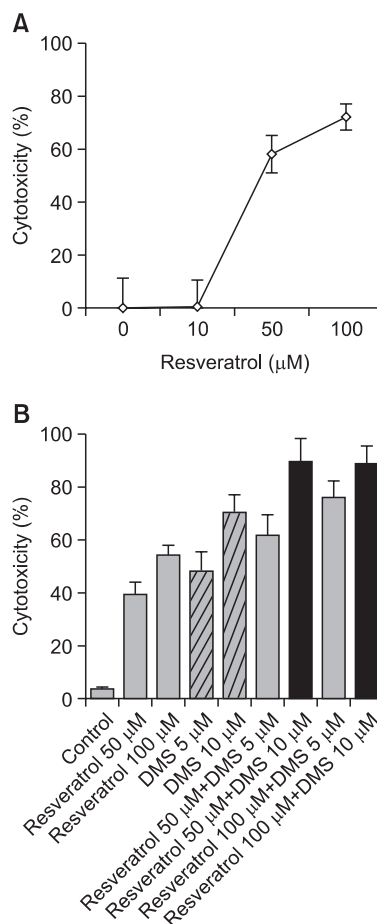 A
Cytotoxicity (%)
100
80
60
40
20
0
0 10 50 100
Resveratrol (μM)
B
Cytotoxicity (%)
100
80
60
40
20
0
Control
Resveratrol 50 μM
Resveratrol 100 μM
DMS 5 μM
DMS 10 μM
Resveratrol 50 μM+DMS 5 μM
Resveratrol 50 μM+DMS 10 μM
Resveratrol 100 μM+DMS 5 μM
Resveratrol 100 μM+DMS 10 μM